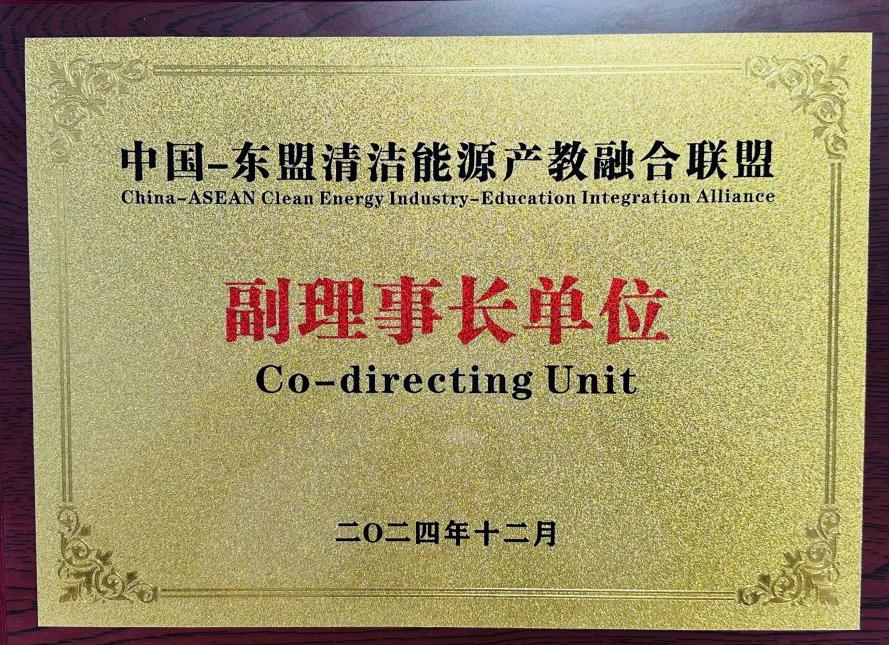 中国-东盟清洁能源产教融合联盟
China-ASEAN Clean Energy Industry-Education Integration Alliance
副理事长单位
Co-directing Unit
二〇二四年十二月